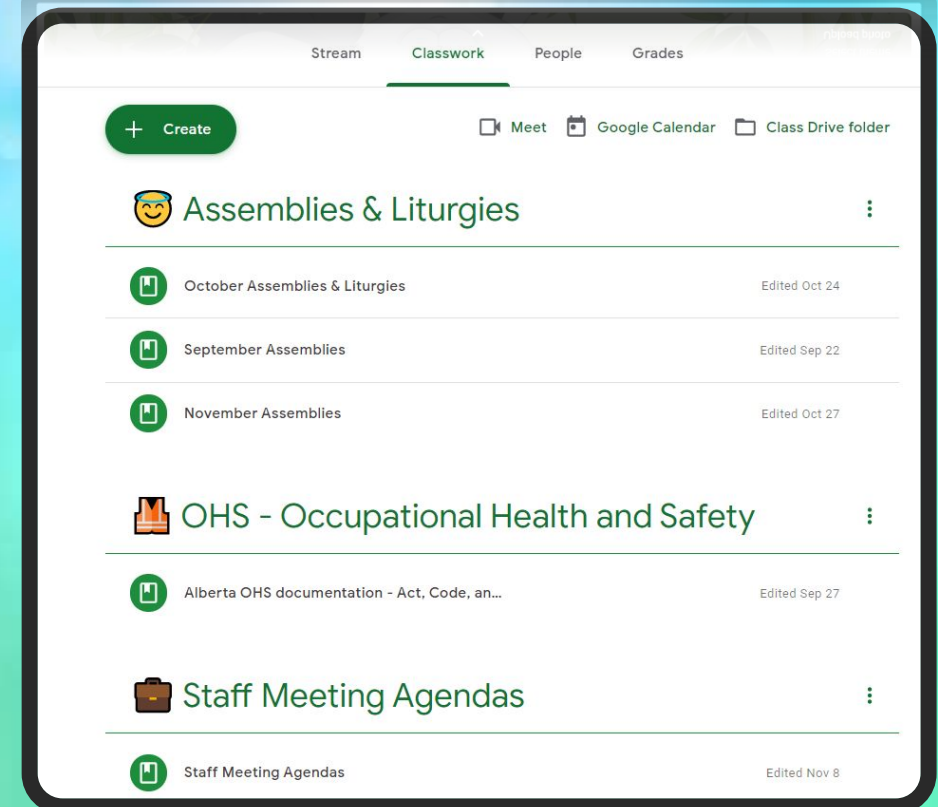 Stream Classwork People Grades
Create
Meet Google Calendar Class Drive folder
Assemblies & Liturgies
October Assemblies & Liturgies Edited Oct 24
September Assemblies Edited Sep 22
November Assemblies Edited Oct 27
OHS - Occupational Health and Safety
Alberta OHS documentation - Act, Code, an... Edited Sep 27
Staff Meeting Agendas
Staff Meeting Agendas Edited Nov 8